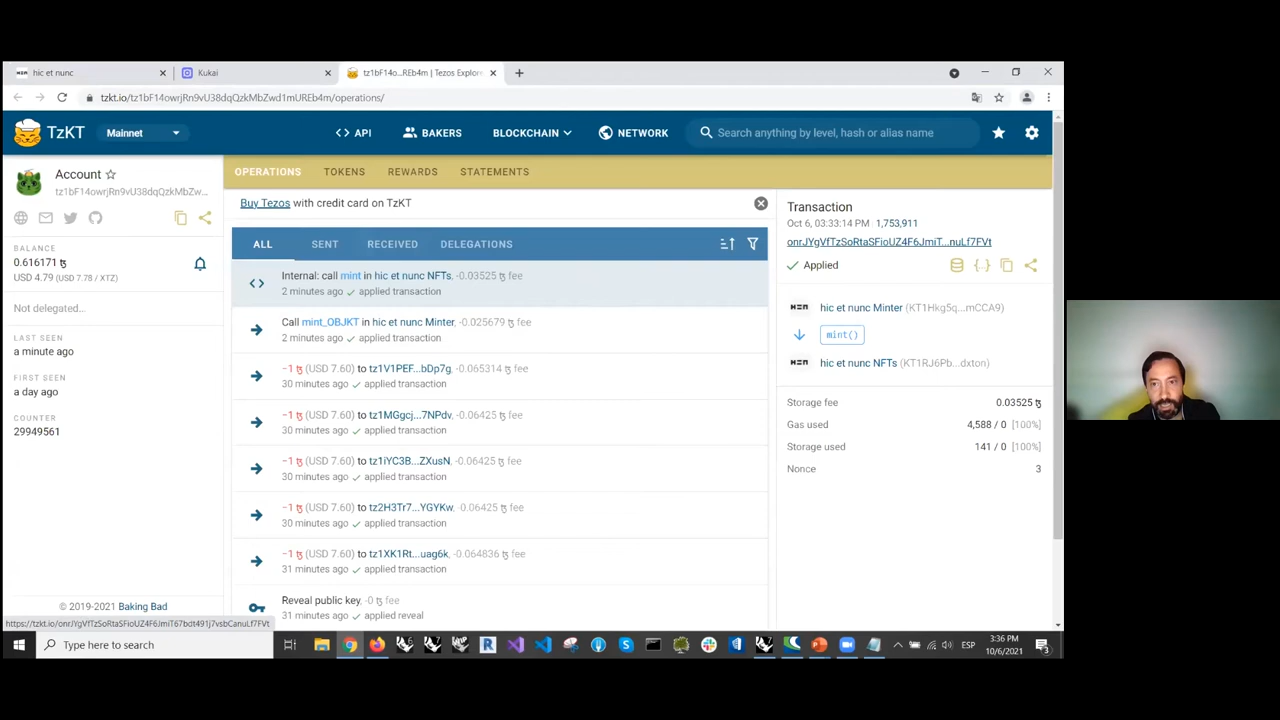 hic et nunc
Kukai
tz1bF14o...REb4m | Tezos Explor
tzkt.io/tz1bF14owrjRn9vU38dqQzkMbZwd1mUREb4m/operations/
TzKT
Mainnet
<> API
BAKERS
BLOCKCHAIN
NETWORK
Search anything by level, hash or alias name
Account
tz1bF14owrjRn9vU38dqQzkMbZw...
BALANCE
0.616171 ꜩ
USD 4.79 (USD 7.78 / XTZ)
Not delegated...
LAST SEEN
a minute ago
FIRST SEEN
a day ago
COUNTER
29949561
© 2019-2021 Baking Bad
OPERATIONS
TOKENS
REWARDS
STATEMENTS
Buy Tezos with credit card on TzKT
ALL
SENT
RECEIVED
DELEGATIONS
Internal: call mint in hic et nunc NFTs, -0.03525 ꜩ fee
2 minutes ago ✓ applied transaction
Call mint_OBJKT in hic et nunc Minter, -0.025679 ꜩ fee
2 minutes ago ✓ applied transaction
−1 ꜩ (USD 7.60) to tz1V1PEF...bDp7g, -0.065314 ꜩ fee
30 minutes ago ✓ applied transaction
−1 ꜩ (USD 7.60) to tz1MGgcj...7NPdv, -0.06425 ꜩ fee
30 minutes ago ✓ applied transaction
−1 ꜩ (USD 7.60) to tz1iYC3B...ZXusN, -0.06425 ꜩ fee
30 minutes ago ✓ applied transaction
−1 ꜩ (USD 7.60) to tz2H3Tr7...YGYKw, -0.06425 ꜩ fee
30 minutes ago ✓ applied transaction
−1 ꜩ (USD 7.60) to tz1XK1Rt...uag6k, -0.064836 ꜩ fee
31 minutes ago ✓ applied transaction
Reveal public key, -0 ꜩ fee
31 minutes ago ✓ applied reveal
Transaction
Oct 6, 03:33:14 PM · 1,753,911
onrJYgVfTzSoRtaSFioUZ4F6JmiT...nuLf7FVt
Applied
hic et nunc Minter (KT1Hkg5q...mCCA9)
mint()
hic et nunc NFTs (KT1RJ6Pb...dxton)
Storage fee
0.03525 ꜩ
Gas used
4,588 / 0 [100%]
Storage used
141 / 0 [100%]
Nonce
3
https://tzkt.io/onrJYgVfTzSoRtaSFioUZ4F6JmiT67bdt491j7vsbCanuLf7FVt
Type here to search
ESP
3:36 PM
10/6/2021